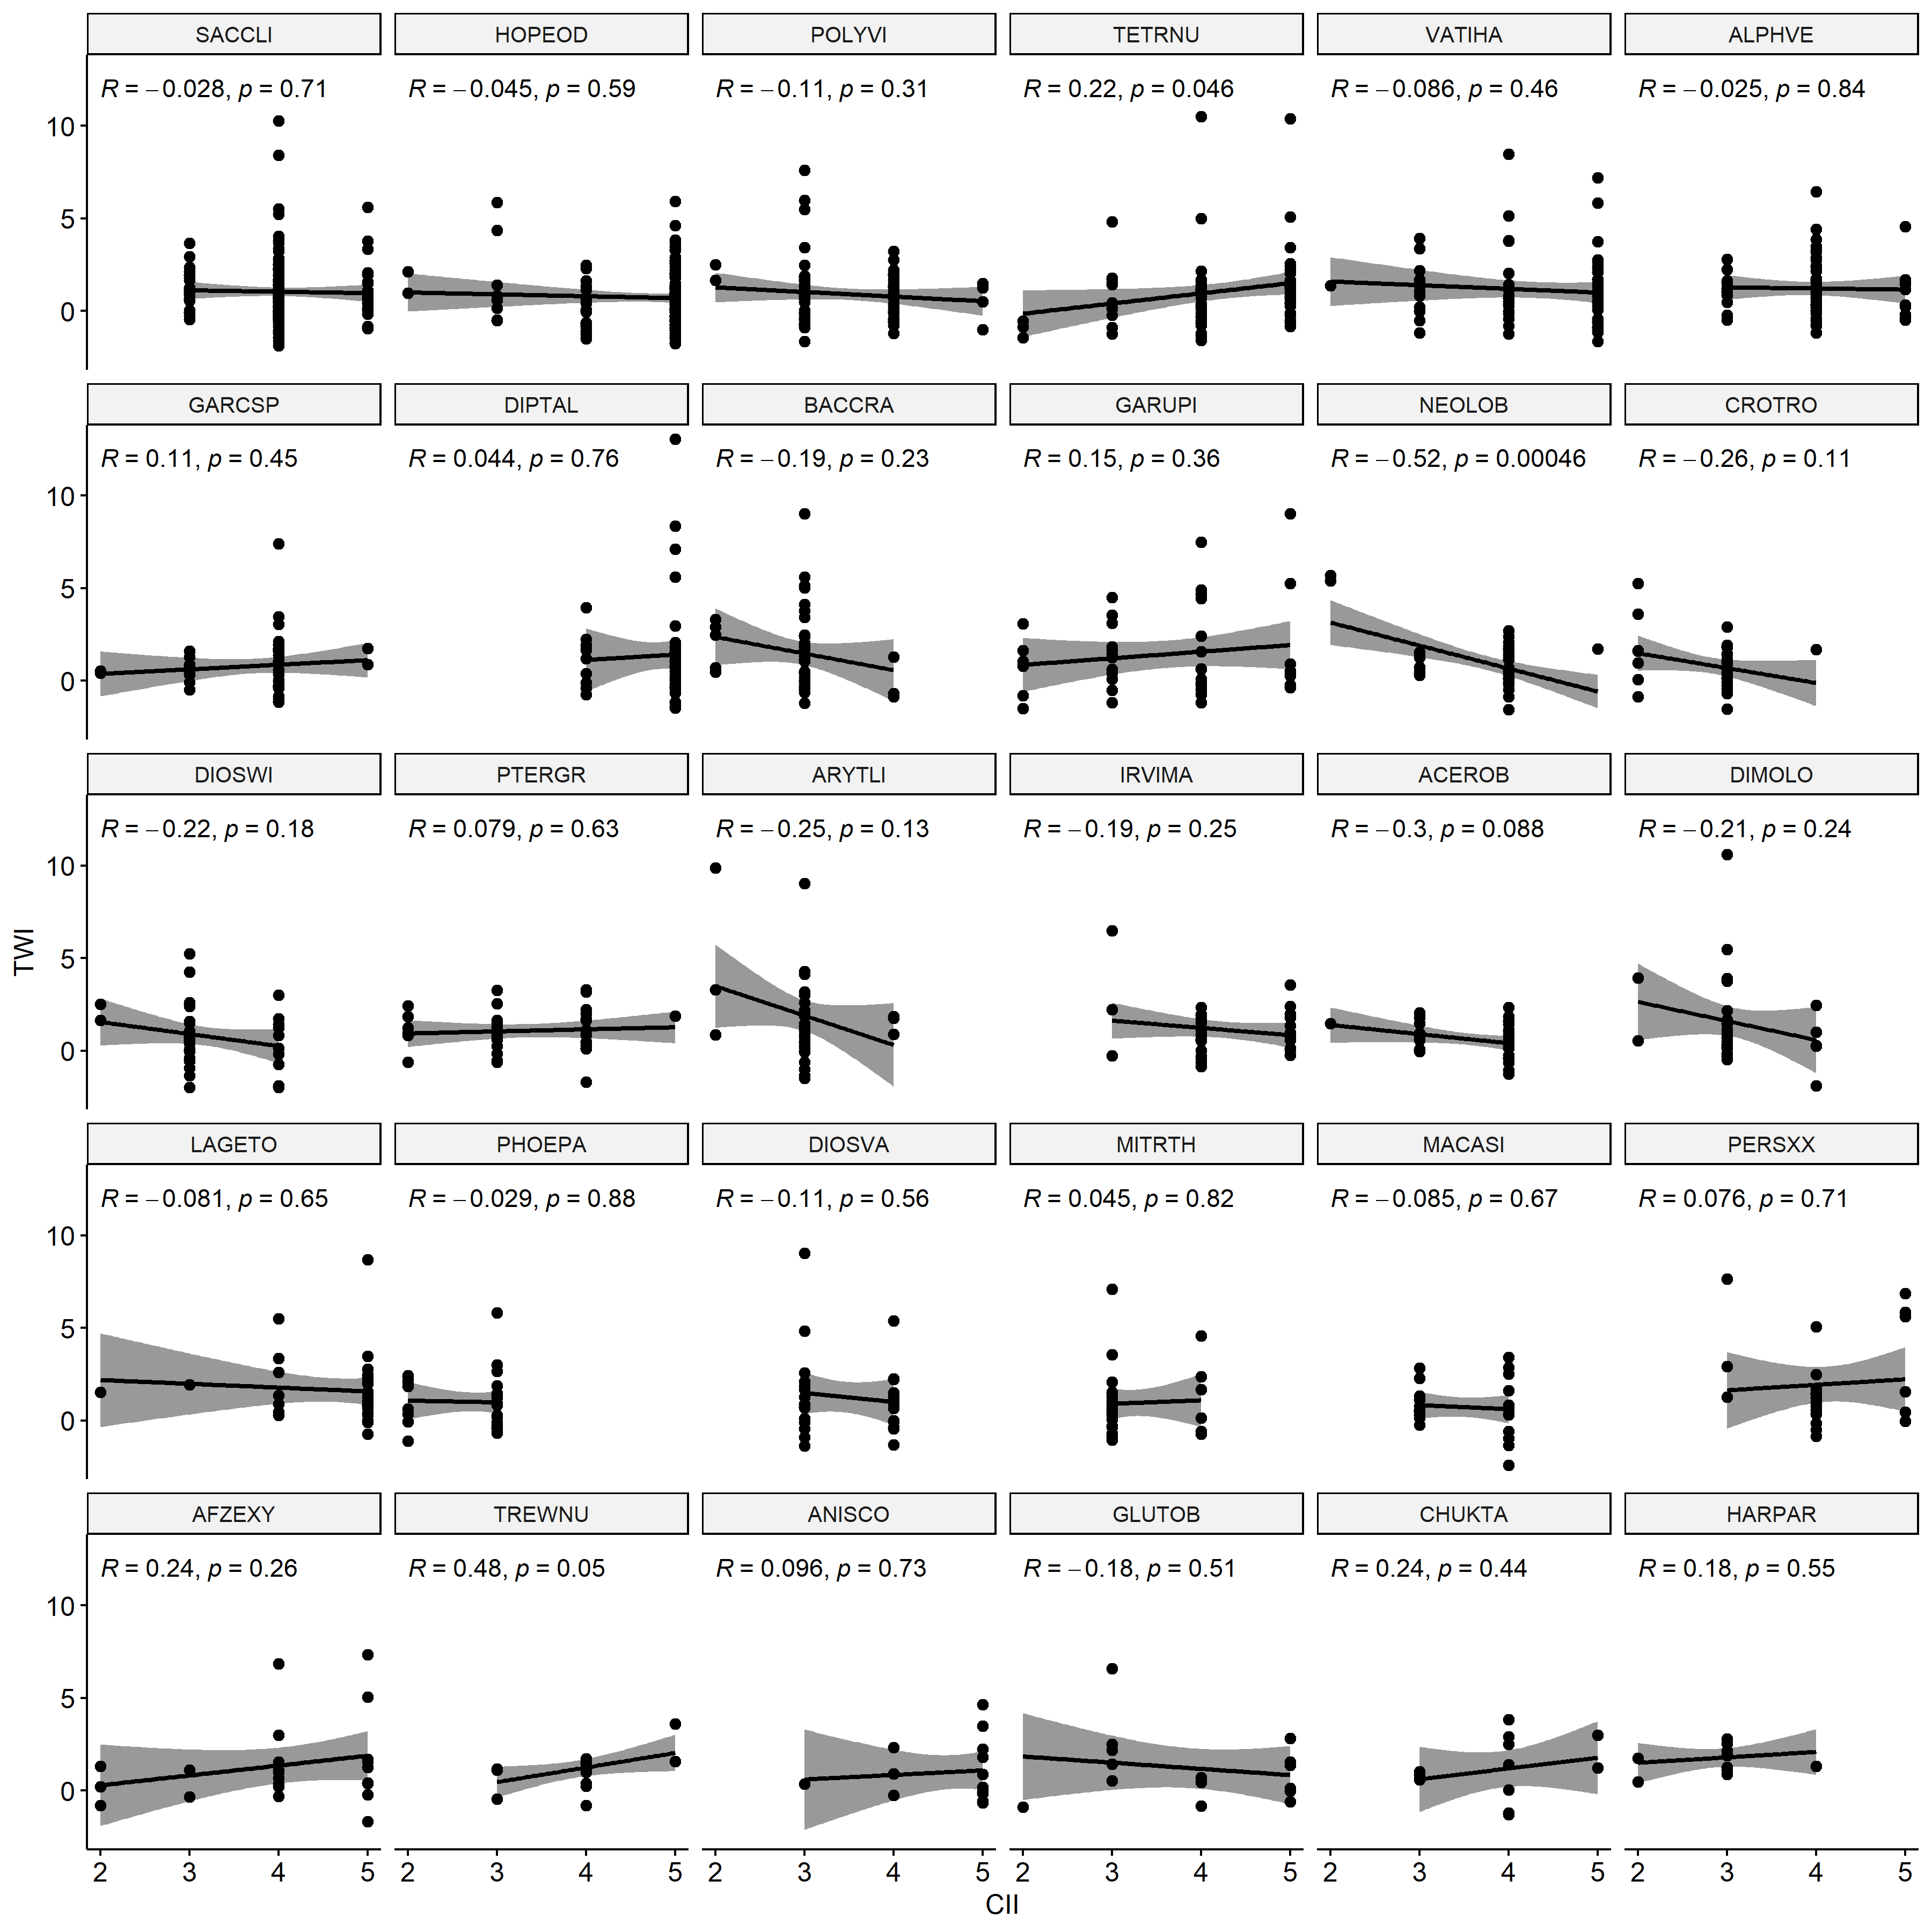 SACCLI HOPEOD POLYVI TETRNU VATIHA ALPHVE
R = −0.028, p = 0.71 R = −0.045, p = 0.59 R = −0.11, p = 0.31 R = 0.22, p = 0.046 R = −0.086, p = 0.46 R = −0.025, p = 0.84
10
5
0
GARCSP DIPTAL BACCRA GARUPI NEOLOB CROTRO
R = 0.11, p = 0.45 R = 0.044, p = 0.76 R = −0.19, p = 0.23 R = 0.15, p = 0.36 R = −0.52, p = 0.00046 R = −0.26, p = 0.11
10
5
0
DIOSWI PTERGR ARYTLI IRVIMA ACEROB DIMOLO
R = −0.22, p = 0.18 R = 0.079, p = 0.63 R = −0.25, p = 0.13 R = −0.19, p = 0.25 R = −0.3, p = 0.088 R = −0.21, p = 0.24
10
5
0
TWI
LAGETO PHOEPA DIOSVA MITRTH MACASI PERSXX
R = −0.081, p = 0.65 R = −0.029, p = 0.88 R = −0.11, p = 0.56 R = 0.045, p = 0.82 R = −0.085, p = 0.67 R = 0.076, p = 0.71
10
5
0
AFZEXY TREWNU ANISCO GLUTOB CHUKTA HARPAR
R = 0.24, p = 0.26 R = 0.48, p = 0.05 R = 0.096, p = 0.73 R = −0.18, p = 0.51 R = 0.24, p = 0.44 R = 0.18, p = 0.55
10
5
0
2 3 4 5 2 3 4 5 2 3 4 5 2 3 4 5 2 3 4 5 2 3 4 5
CII